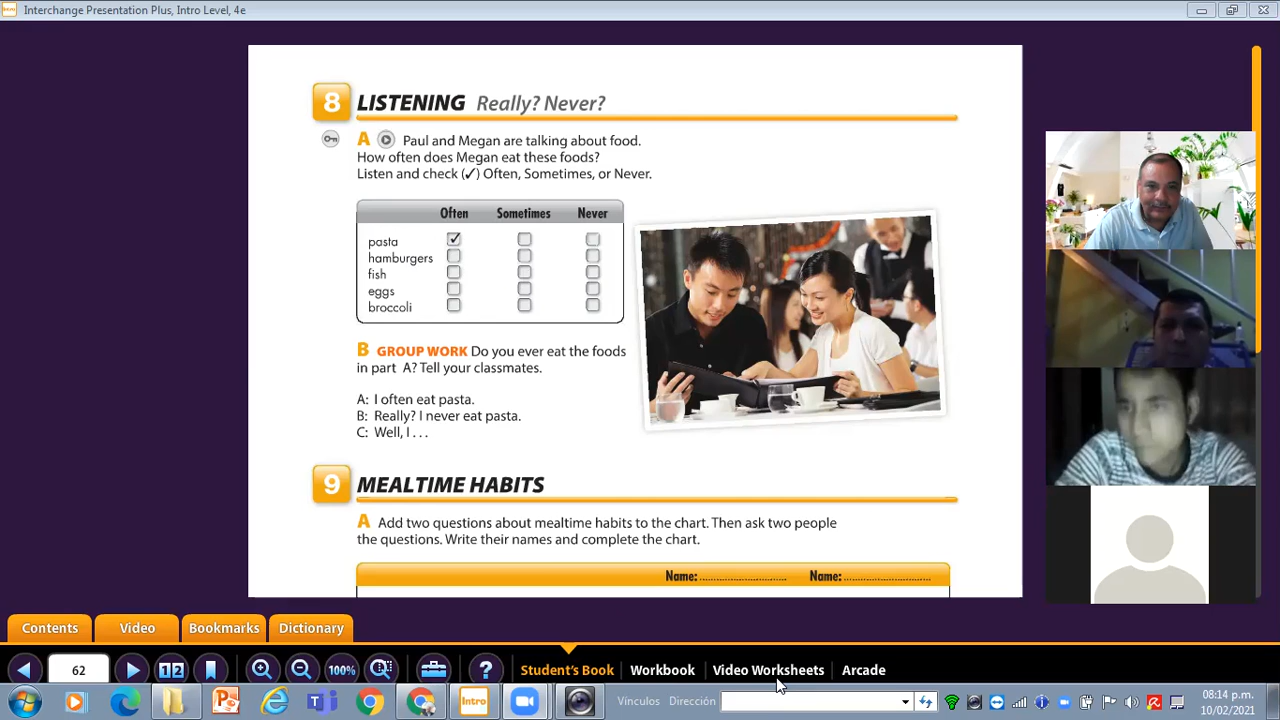 Interchange Presentation Plus, Intro Level, 4e
8 LISTENING Really? Never?
A Paul and Megan are talking about food.
How often does Megan eat these foods?
Listen and check (✓) Often, Sometimes, or Never.
Often Sometimes Never
pasta
hamburgers
fish
eggs
broccoli
B GROUP WORK Do you ever eat the foods
in part A? Tell your classmates.
A: I often eat pasta.
B: Really? I never eat pasta.
C: Well, I . . .
9 MEALTIME HABITS
A Add two questions about mealtime habits to the chart. Then ask two people
the questions. Write their names and complete the chart.
Name: Name:
Contents Video Bookmarks Dictionary
62 12 100% ? Student's Book Workbook Video Worksheets Arcade
Intro Vínculos Dirección 08:14 p.m.
10/02/2021